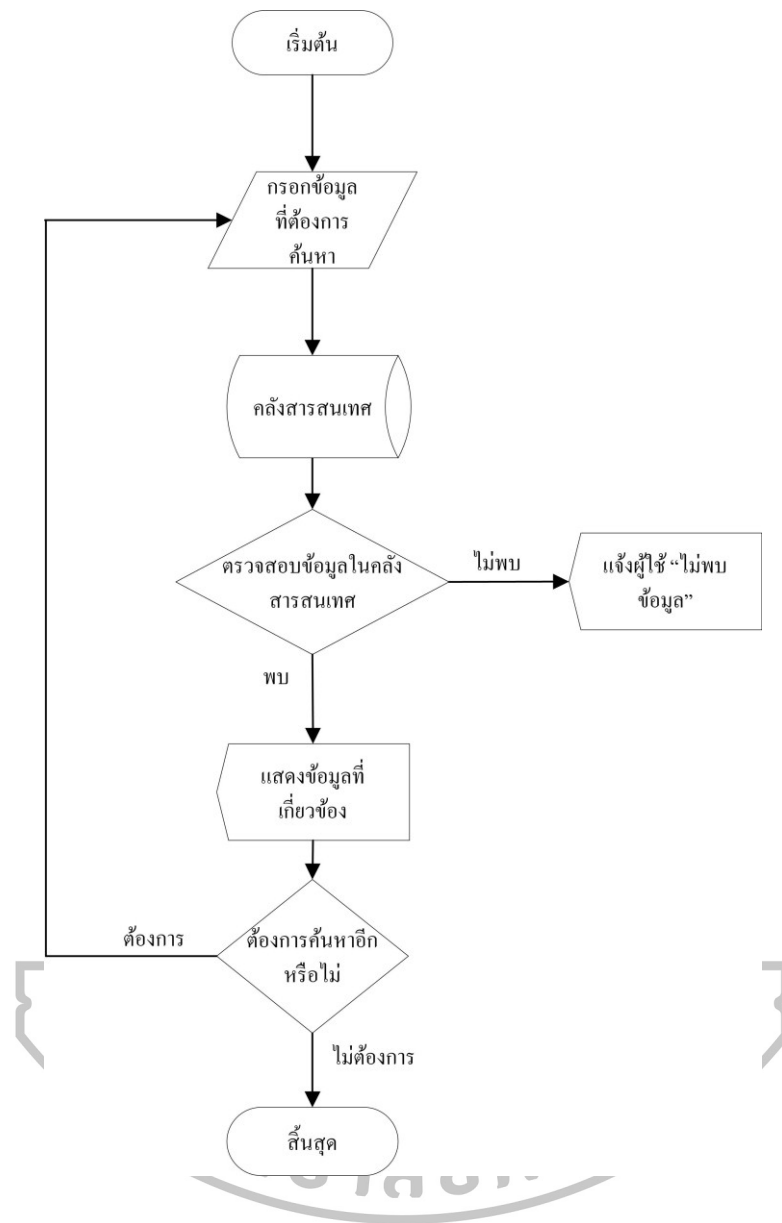 เริ่มต้น
กรอกข้อมูล
ที่ต้องการ
ค้นหา
คลังสารสนเทศ
ตรวจสอบข้อมูลในคลัง
สารสนเทศ
ไม่พบ
แจ้งผู้ใช้ “ไม่พบ
ข้อมูล”
พบ
แสดงข้อมูลที่
เกี่ยวข้อง
ต้องการ
ต้องการค้นหาอีก
หรือไม่
ไม่ต้องการ
สิ้นสุด